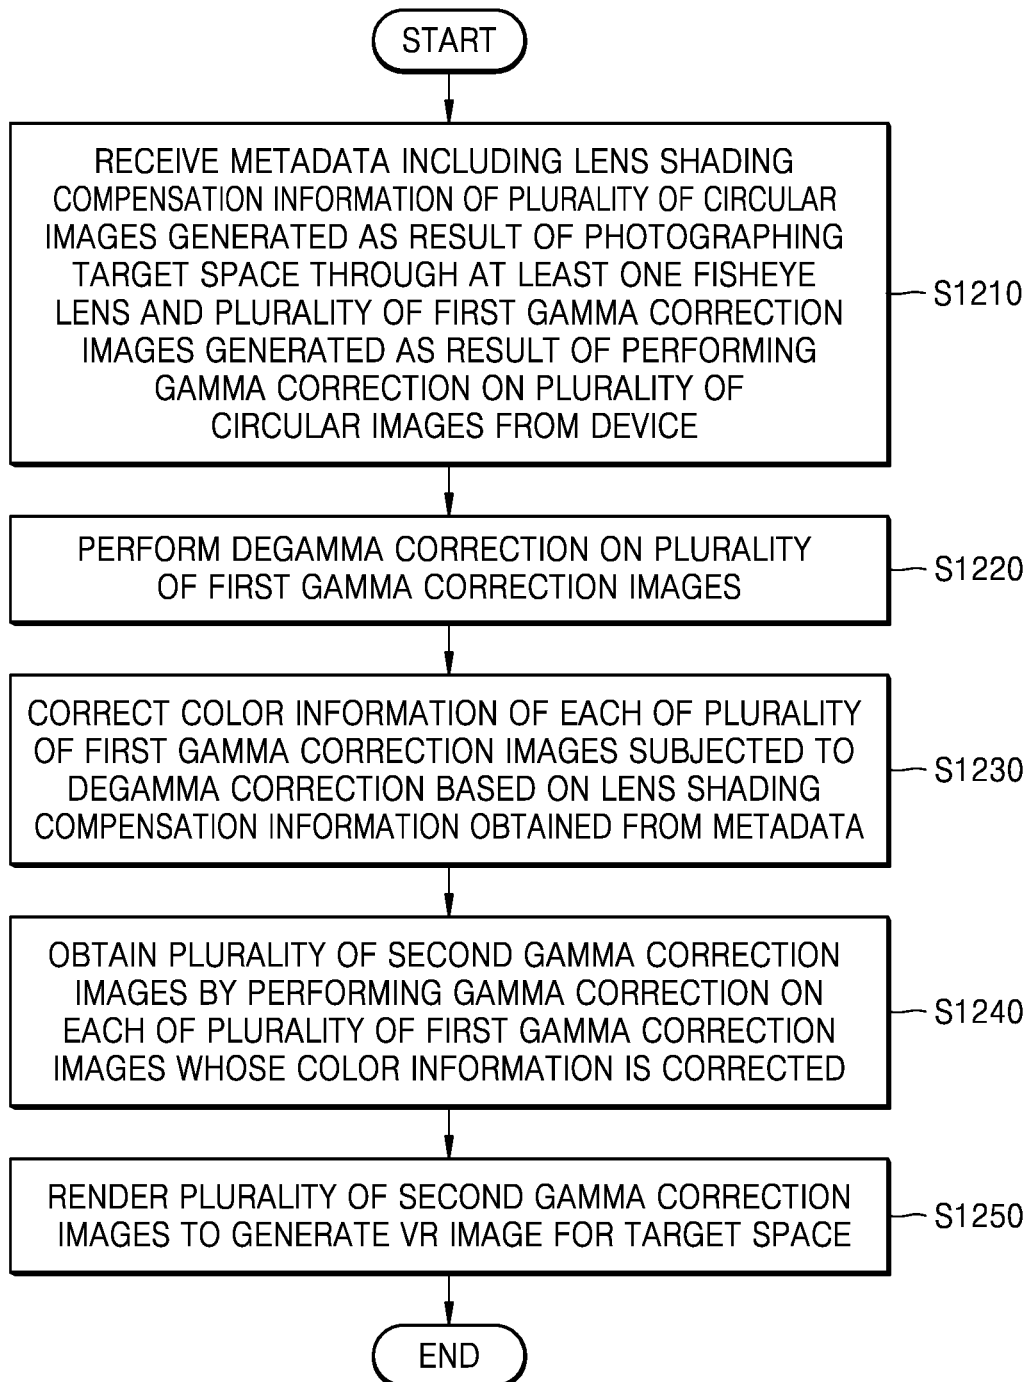 START
RECEIVE METADATA INCLUDING LENS SHADING
COMPENSATION INFORMATION OF PLURALITY OF CIRCULAR
IMAGES GENERATED AS RESULT OF PHOTOGRAPHING
TARGET SPACE THROUGH AT LEAST ONE FISHEYE
LENS AND PLURALITY OF FIRST GAMMA CORRECTION
IMAGES GENERATED AS RESULT OF PERFORMING
GAMMA CORRECTION ON PLURALITY OF
CIRCULAR IMAGES FROM DEVICE
S1210
PERFORM DEGAMMA CORRECTION ON PLURALITY
OF FIRST GAMMA CORRECTION IMAGES
S1220
CORRECT COLOR INFORMATION OF EACH OF PLURALITY
OF FIRST GAMMA CORRECTION IMAGES SUBJECTED TO
DEGAMMA CORRECTION BASED ON LENS SHADING
COMPENSATION INFORMATION OBTAINED FROM METADATA
S1230
OBTAIN PLURALITY OF SECOND GAMMA CORRECTION
IMAGES BY PERFORMING GAMMA CORRECTION ON
EACH OF PLURALITY OF FIRST GAMMA CORRECTION
IMAGES WHOSE COLOR INFORMATION IS CORRECTED
S1240
RENDER PLURALITY OF SECOND GAMMA CORRECTION
IMAGES TO GENERATE VR IMAGE FOR TARGET SPACE
S1250
END